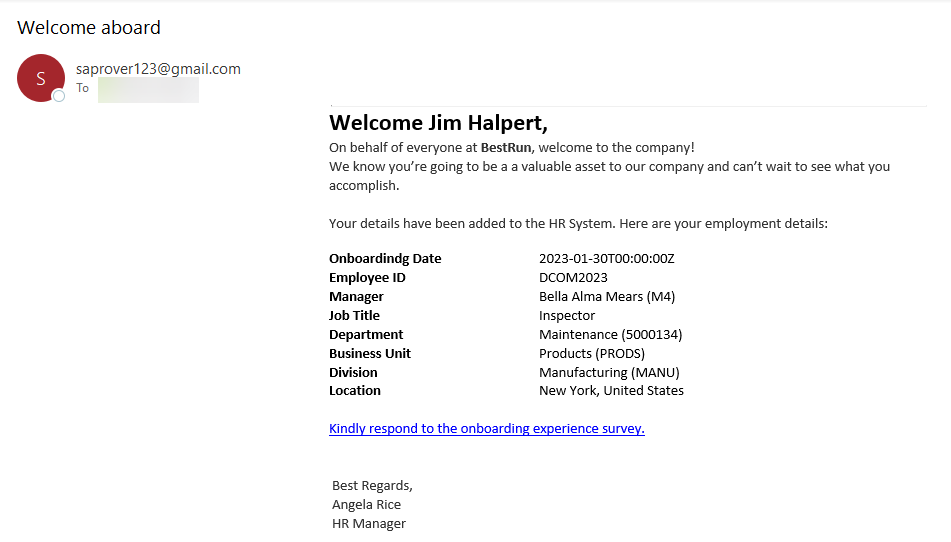 Welcome aboard
S
saprover123@gmail.com
To
Welcome Jim Halpert,
On behalf of everyone at BestRun, welcome to the company!
We know you're going to be a a valuable asset to our company and can't wait to see what you
accomplish.
Your details have been added to the HR System. Here are your employment details:
Onboardindg Date 2023-01-30T00:00:00Z
Employee ID DCOM2023
Manager Bella Alma Mears (M4)
Job Title Inspector
Department Maintenance (5000134)
Business Unit Products (PRODS)
Division Manufacturing (MANU)
Location New York, United States
Kindly respond to the onboarding experience survey.
Best Regards,
Angela Rice
HR Manager